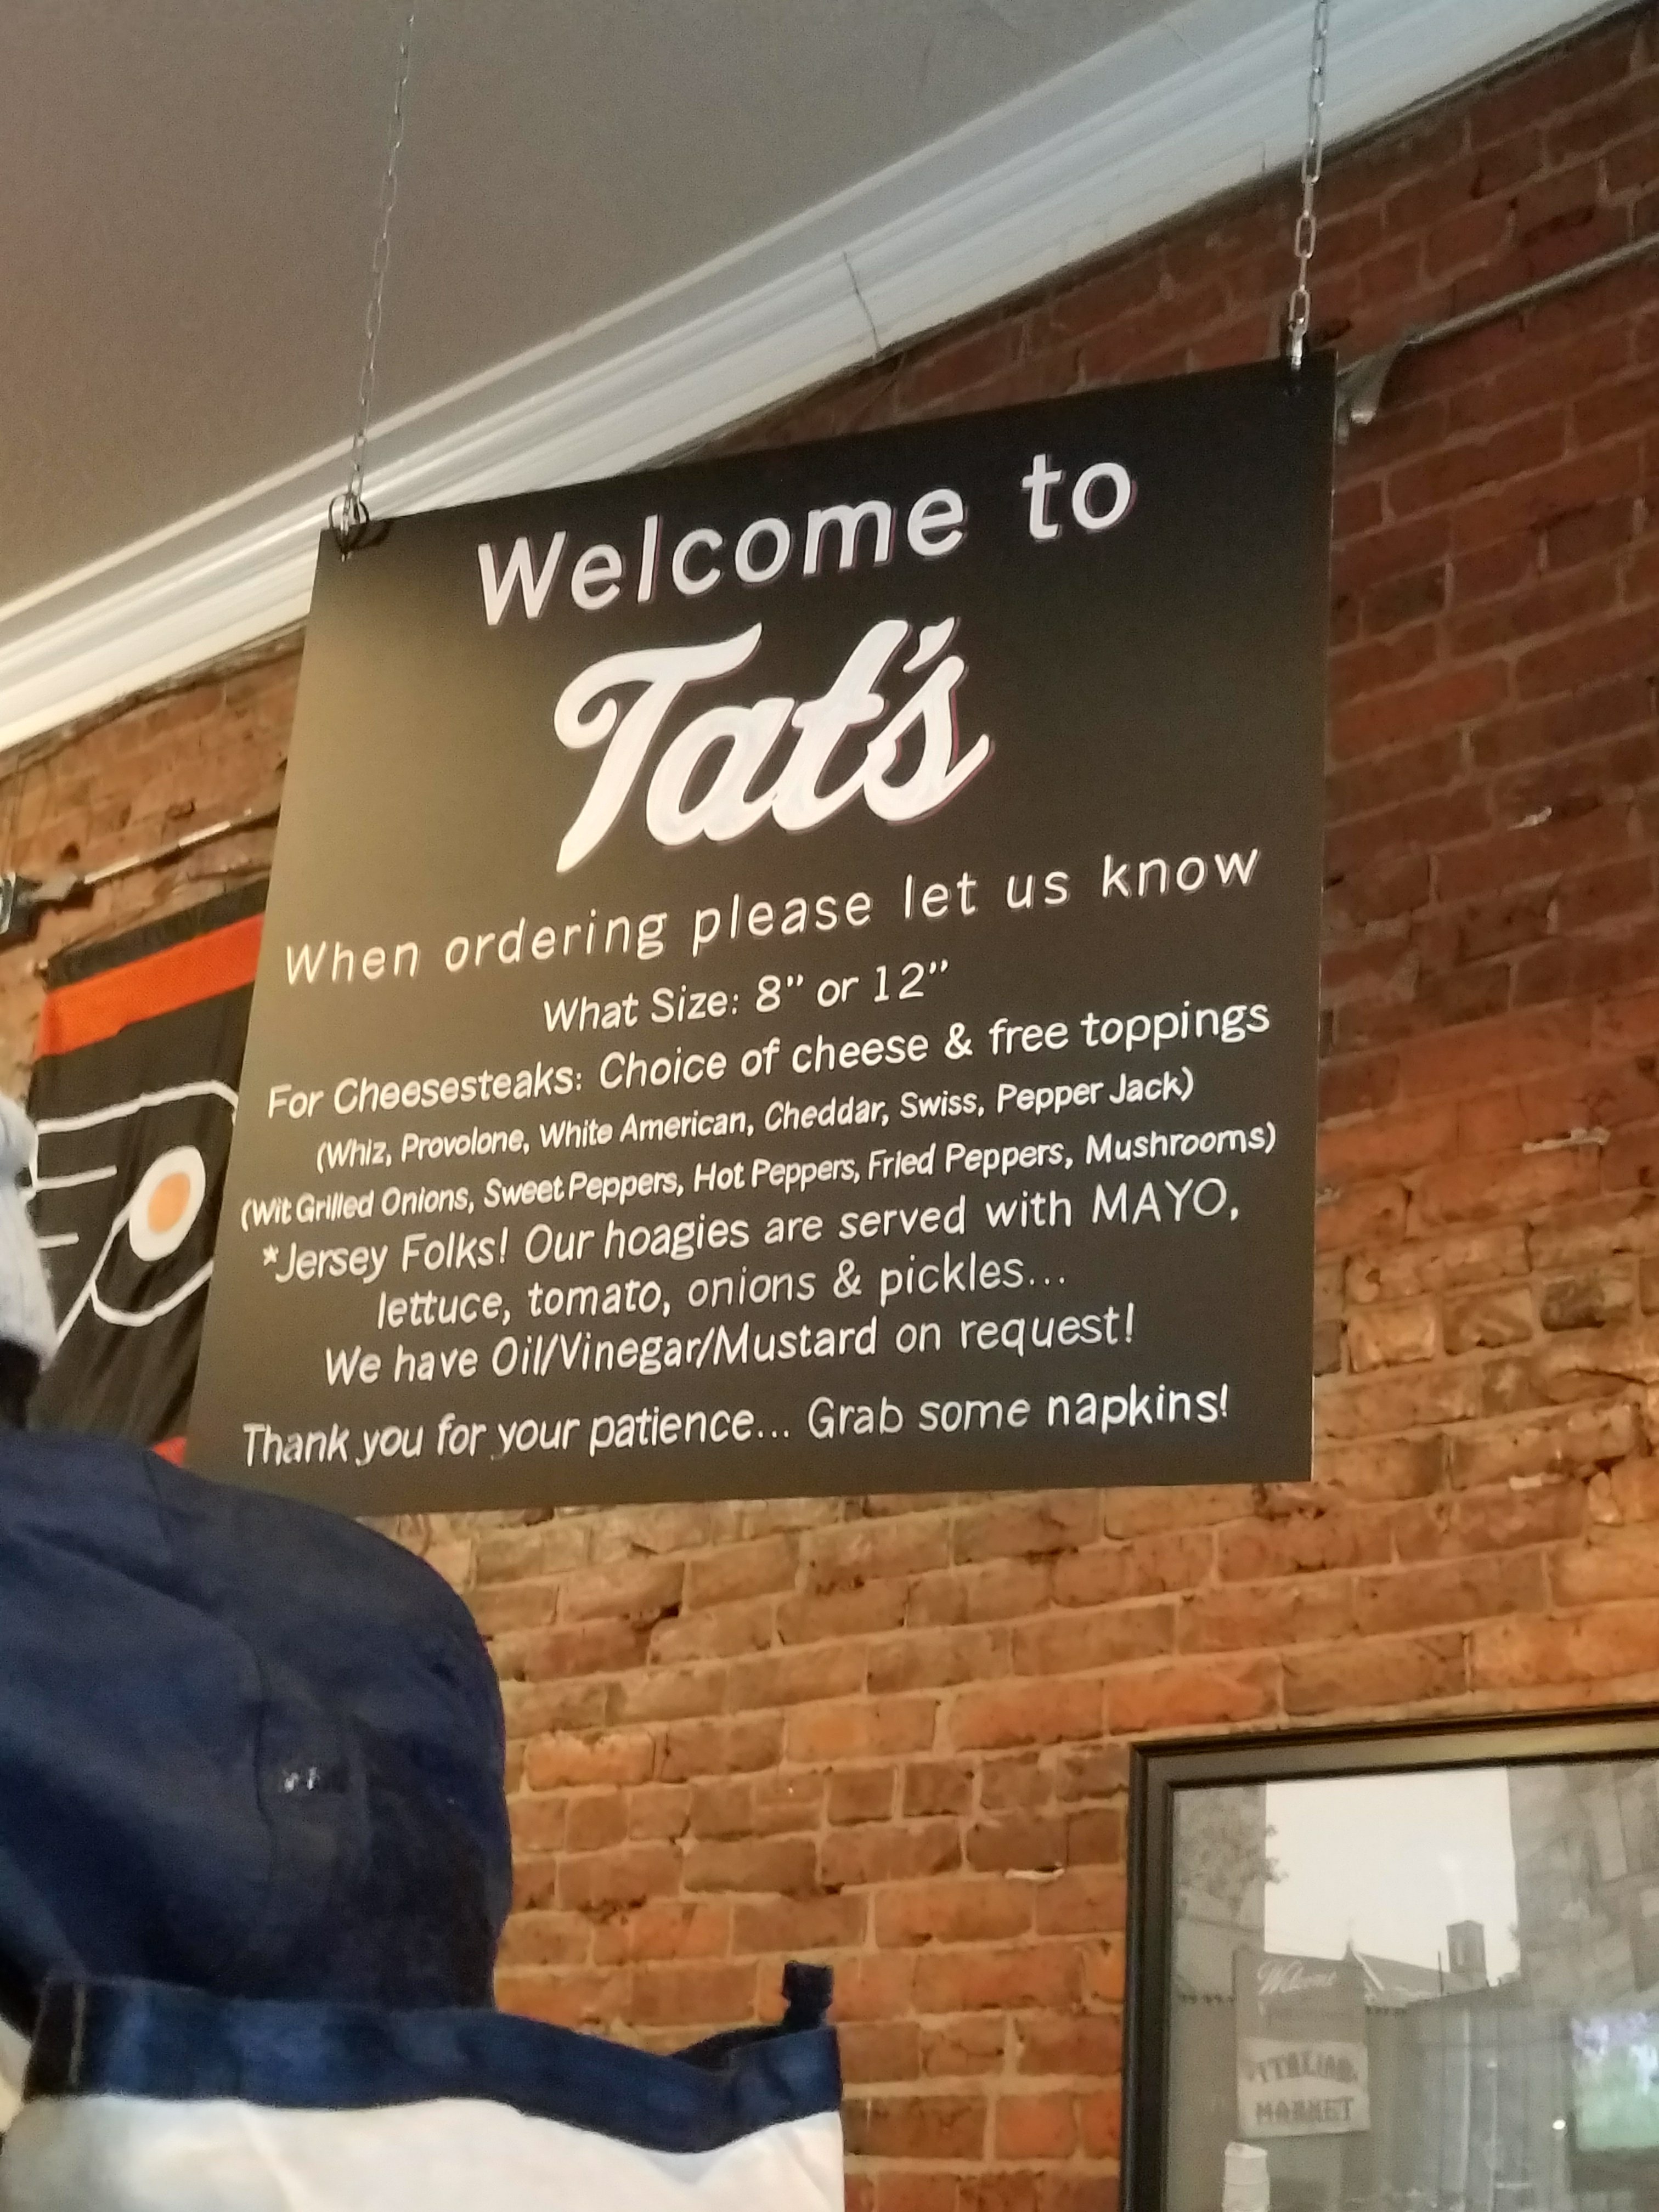 Welcome to
Tat's
When ordering please let us know
What Size: 8" or 12"
For Cheesesteaks: Choice of cheese & free toppings
(Whiz, Provolone, White American, Cheddar, Swiss, Pepper Jack)
(Wit Grilled Onions, Sweet Peppers, Hot Peppers, Fried Peppers, Mushrooms)
*Jersey Folks! Our hoagies are served with MAYO,
lettuce, tomato, onions & pickles...
We have Oil/Vinegar/Mustard on request!
Thank you for your patience... Grab some napkins!
Welcome
ITALIAN
MARKET